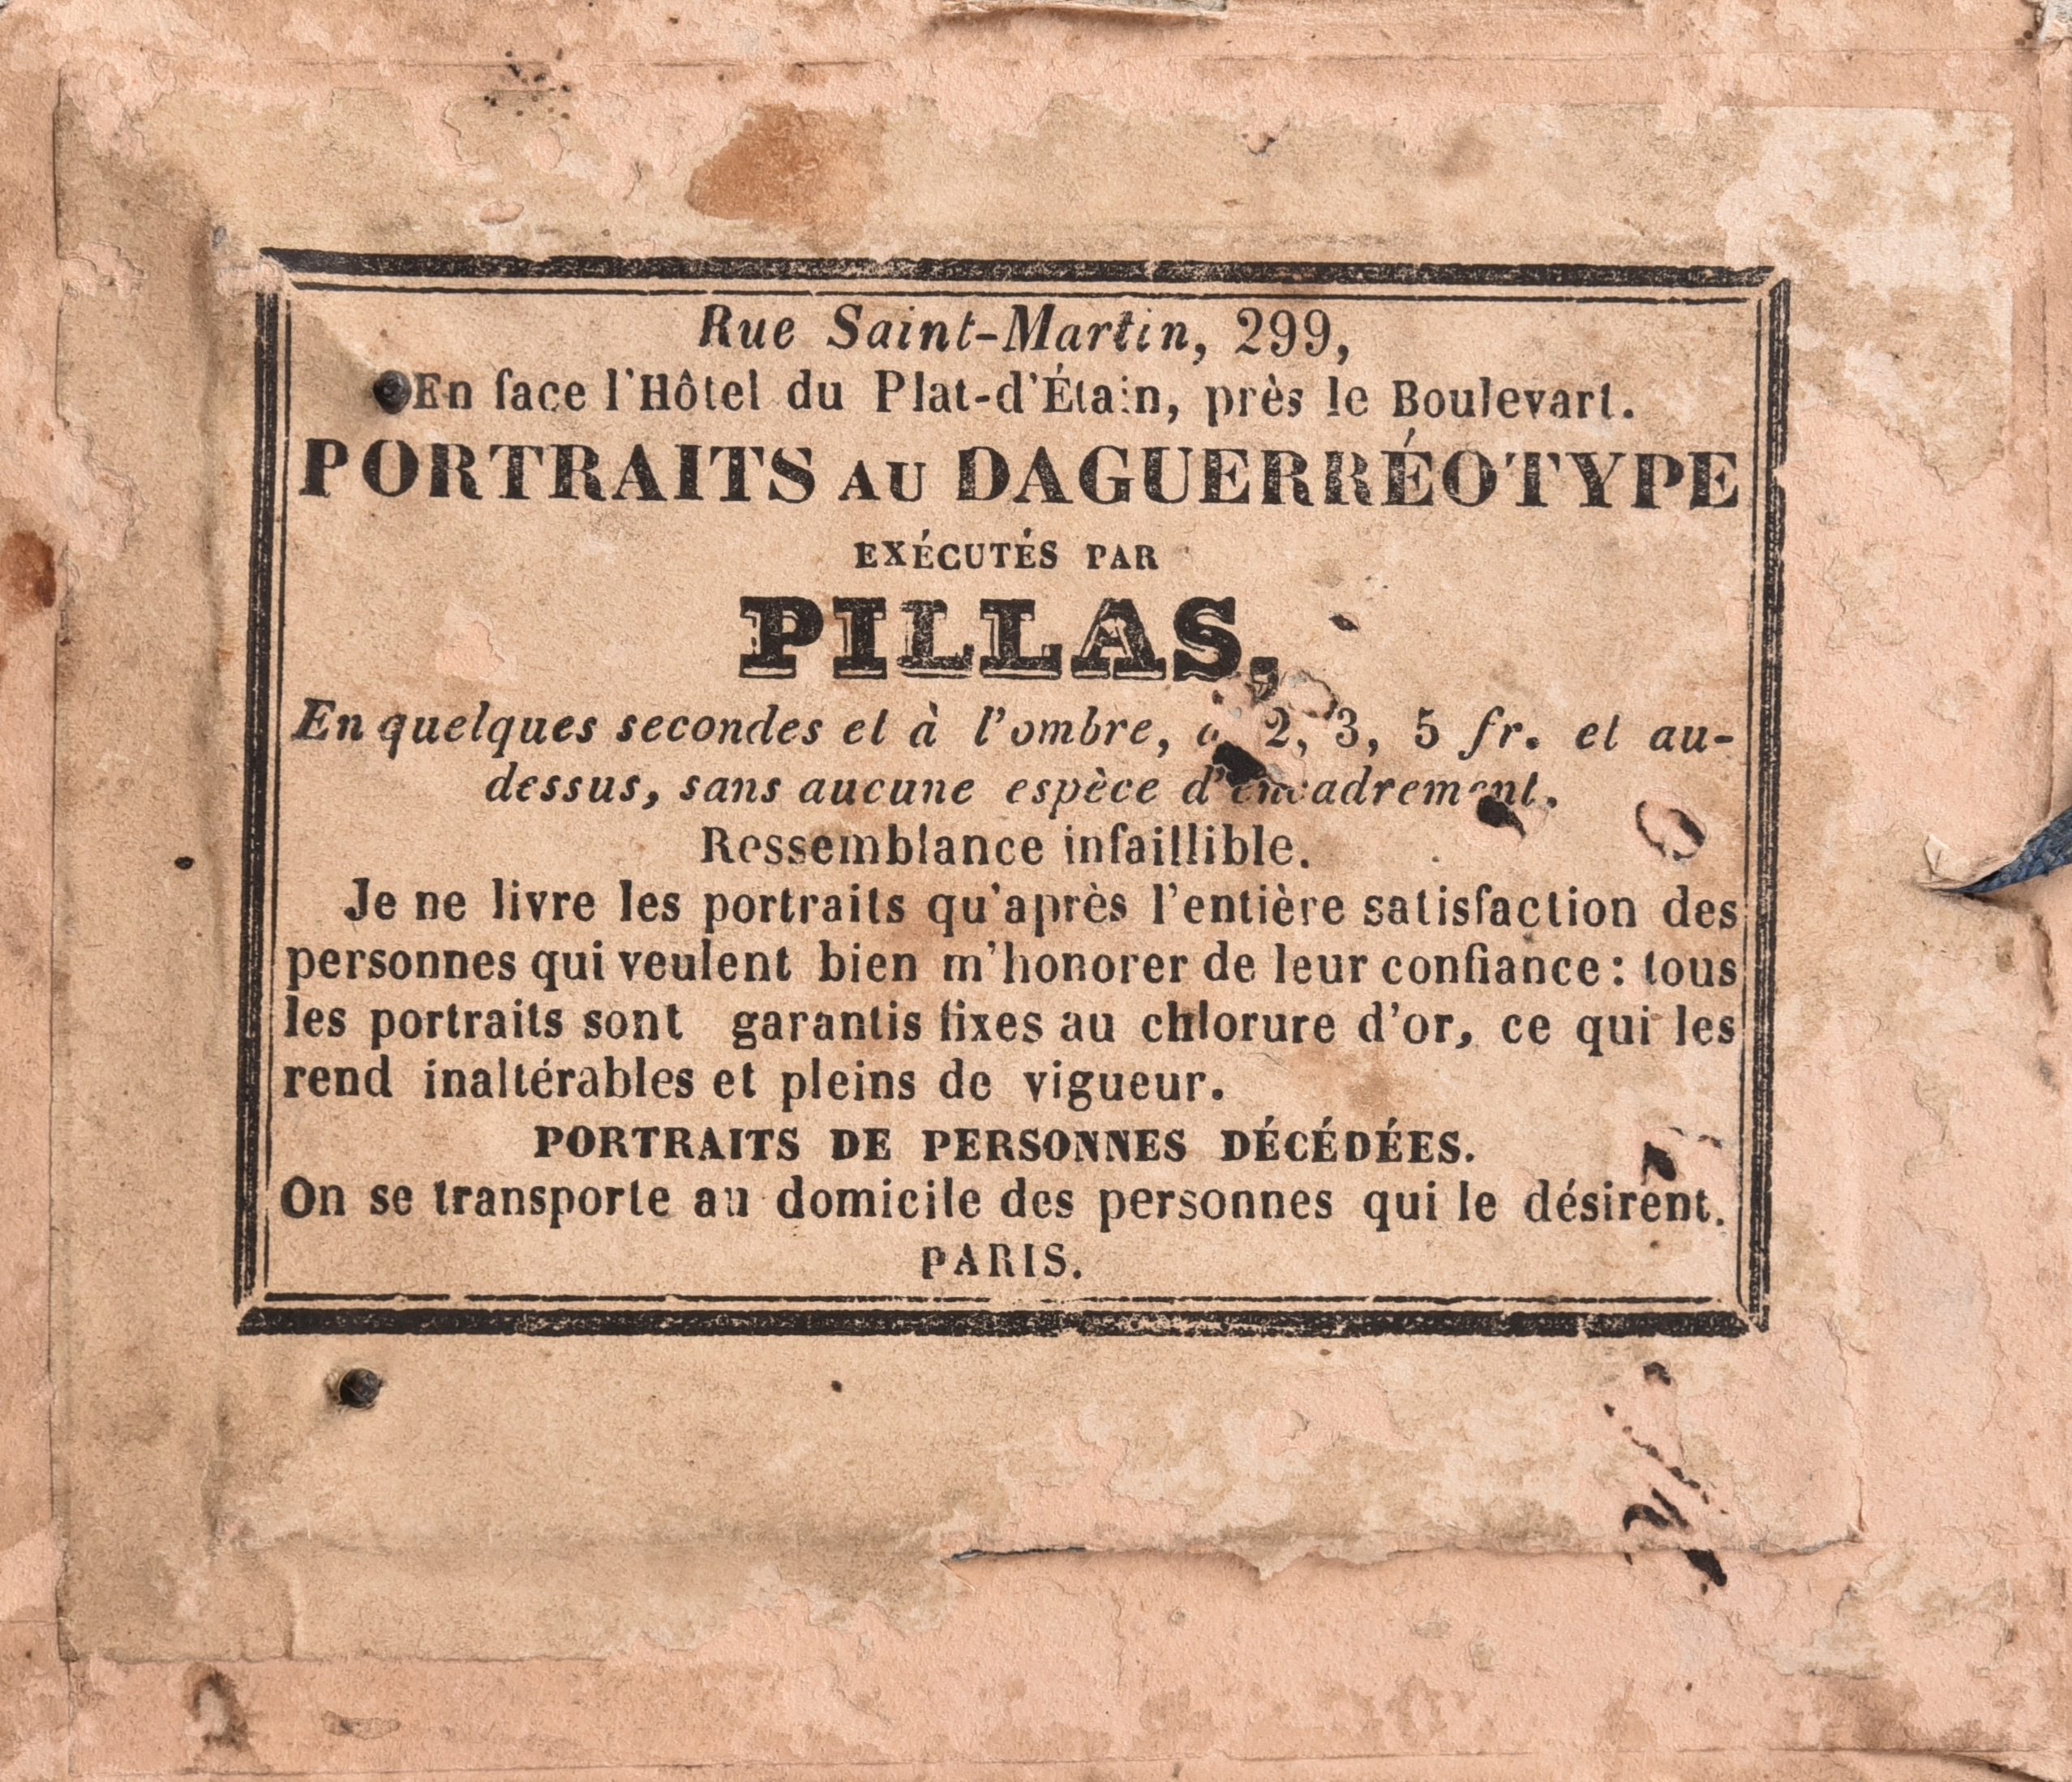 Rue Saint-Martin, 299,
En face l'Hôtel du Plat-d'Étain, près le Boulevart.
PORTRAITS AU DAGUERRÉOTYPE
EXÉCUTÉS PAR
PILLAS,
En quelques secondes et à l'ombre, à 2, 3, 5 fr. et au-
dessus, sans aucune espèce d'encadrement.
Ressemblance infaillible.
Je ne livre les portraits qu'après l'entière satisfaction des
personnes qui veulent bien m'honorer de leur confiance : tous
les portraits sont garantis fixes au chlorure d'or, ce qui les
rend inaltérables et pleins de vigueur.
PORTRAITS DE PERSONNES DÉCÉDÉES.
On se transporte au domicile des personnes qui le désirent.
PARIS.